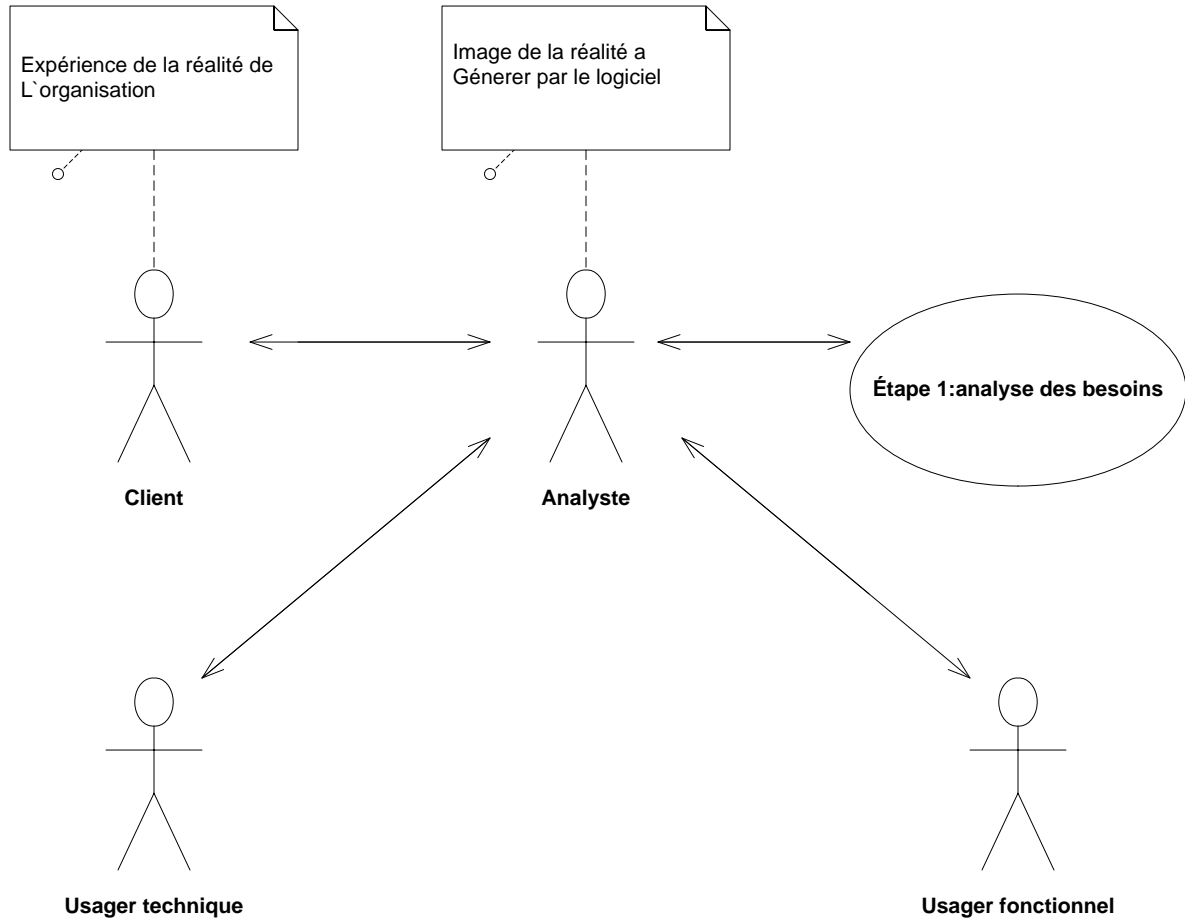 Expérience de la réalité de
L`organisation
Image de la réalité a
Génerer par le logiciel
Étape 1:analyse des besoins
Client
Analyste
Usager technique
Usager fonctionnel